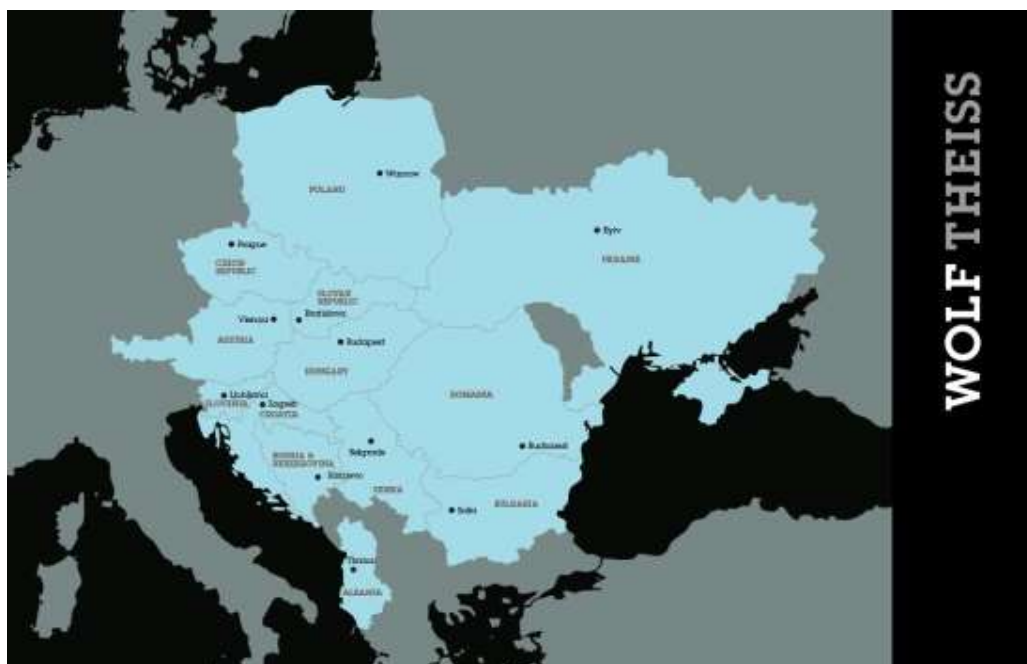 Warsaw
POLAND
Kyiv
UKRAINE
Prague
CZECH
REPUBLIC
SLOVAK
REPUBLIC
Bratislava
Vienna
AUSTRIA
Budapest
HUNGARY
Ljubljana
SLOVENIA
Zagreb
CROATIA
ROMANIA
Bucharest
Belgrade
BOSNIA &
HERZEGOVINA
Sarajevo
SERBIA
Sofia
BULGARIA
Tirana
ALBANIA
WOLF THEISS